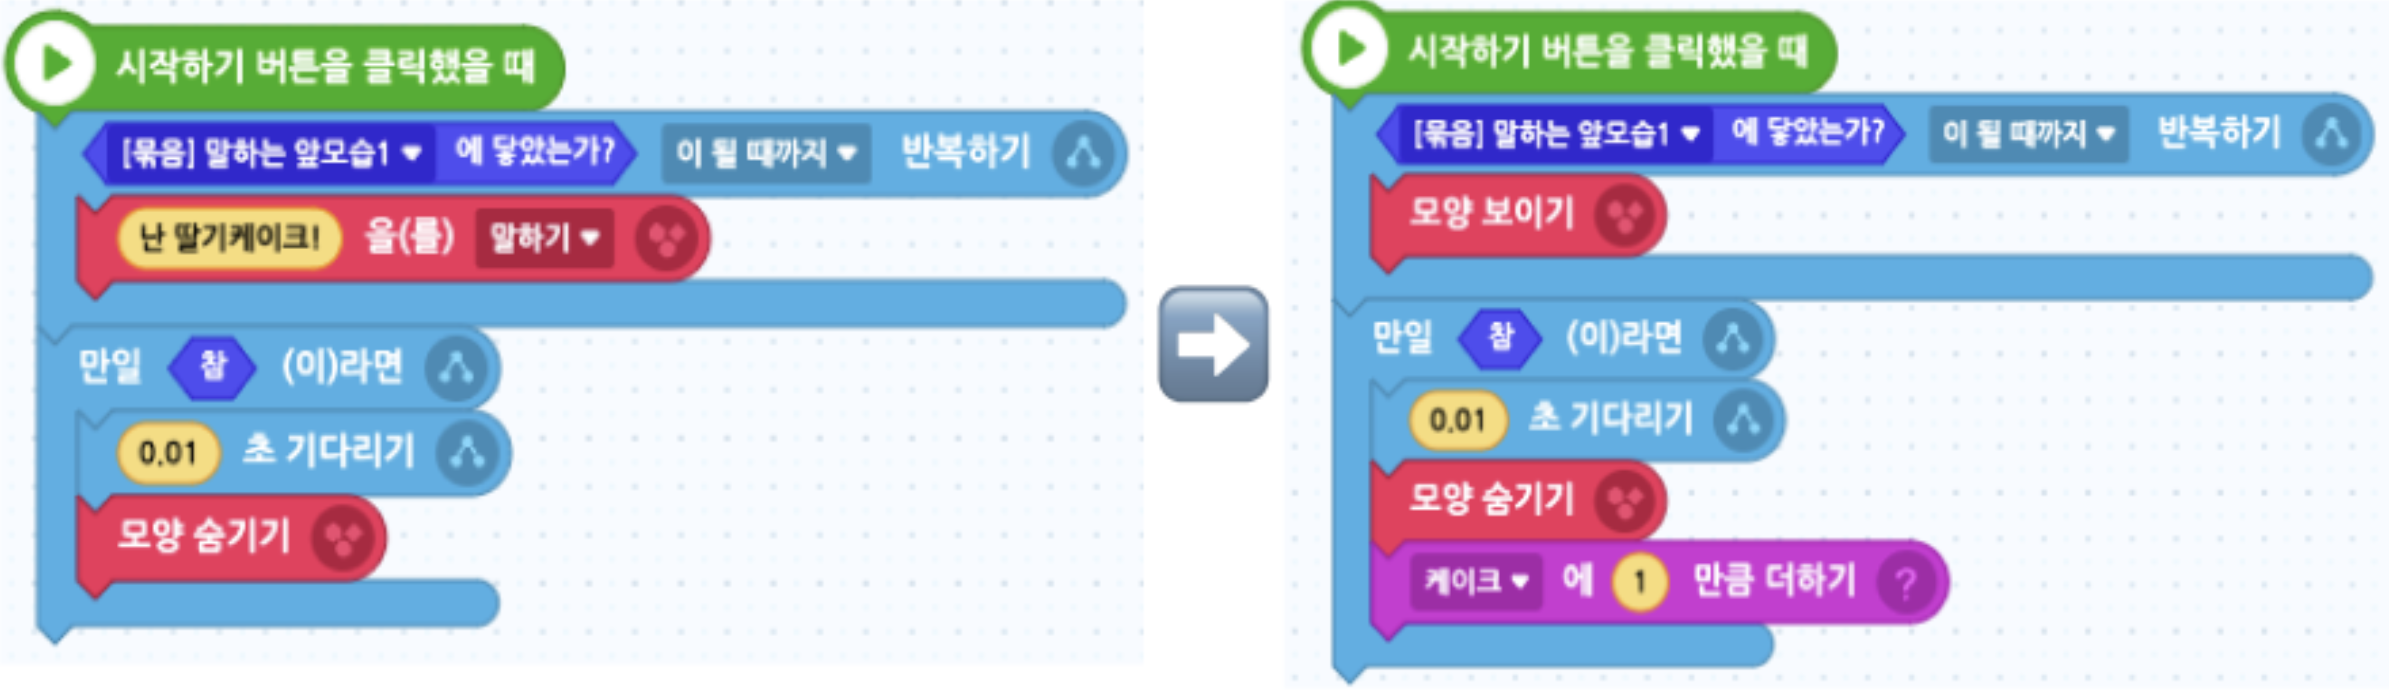 시작하기 버튼을 클릭했을 때
[묶음] 말하는 앞모습1 에 닿았는가? 이 될 때까지 반복하기
난 딸기케이크! 을(를) 말하기
만일 참 (이)라면
0.01 초 기다리기
모양 숨기기
시작하기 버튼을 클릭했을 때
[묶음] 말하는 앞모습1 에 닿았는가? 이 될 때까지 반복하기
모양 보이기
만일 참 (이)라면
0.01 초 기다리기
모양 숨기기
케이크 에 1 만큼 더하기 ?